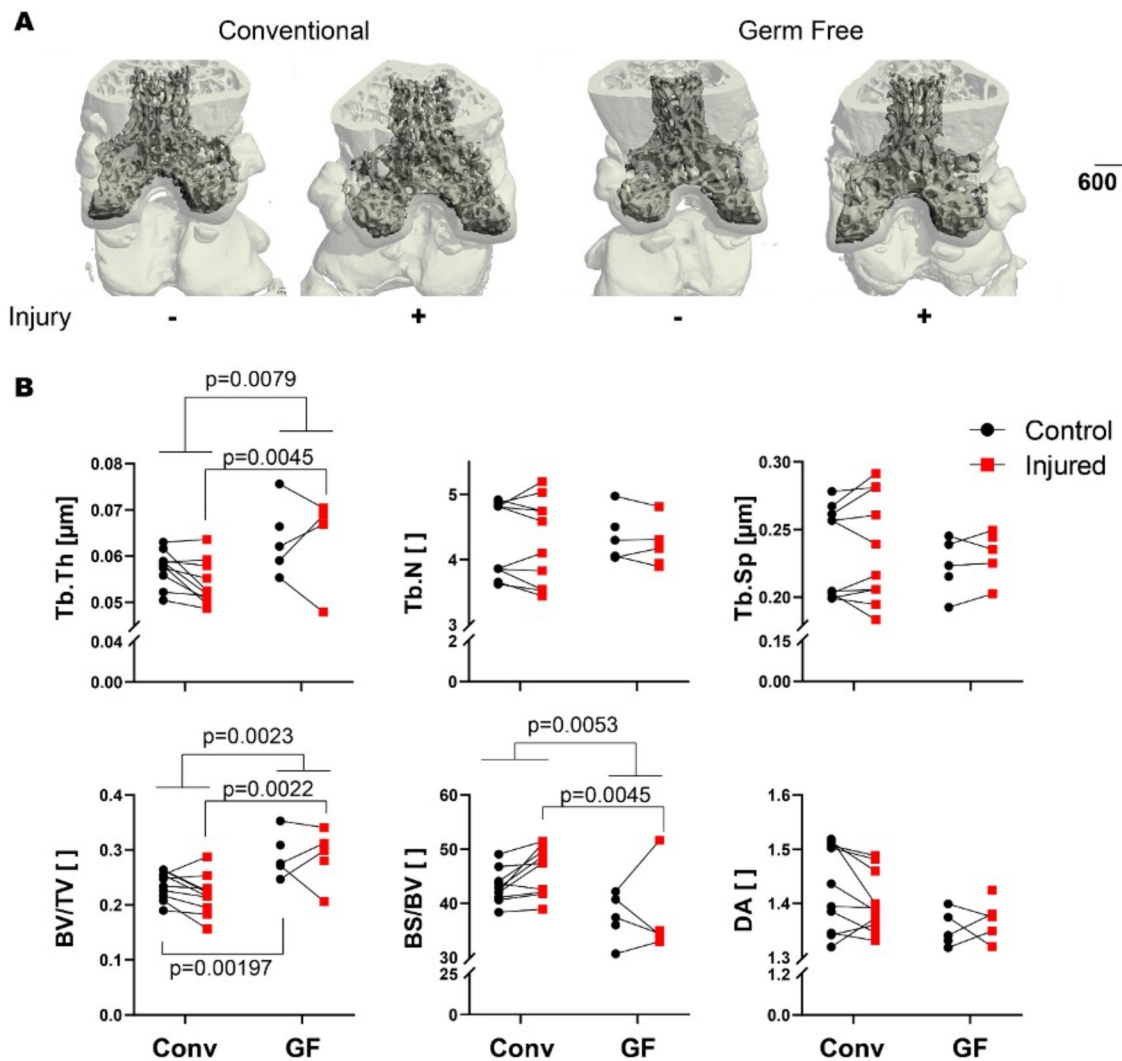 A
Conventional
Germ Free
600
Injury
-
+
-
+
B
p=0.0079
p=0.0045
Tb.Th [µm]
0.08
0.07
0.06
0.05
0.04
0.00
Tb.N [ ]
5
4
3
2
0
Tb.Sp [µm]
0.30
0.25
0.20
0.15
0.00
Control
Injured
p=0.0023
p=0.0022
p=0.00197
BV/TV [ ]
0.4
0.3
0.2
0.1
0.0
Conv
GF
p=0.0053
p=0.0045
BS/BV [ ]
60
50
40
30
25
0
Conv
GF
DA [ ]
1.5
1.4
1.3
1.2
0.0
Conv
GF